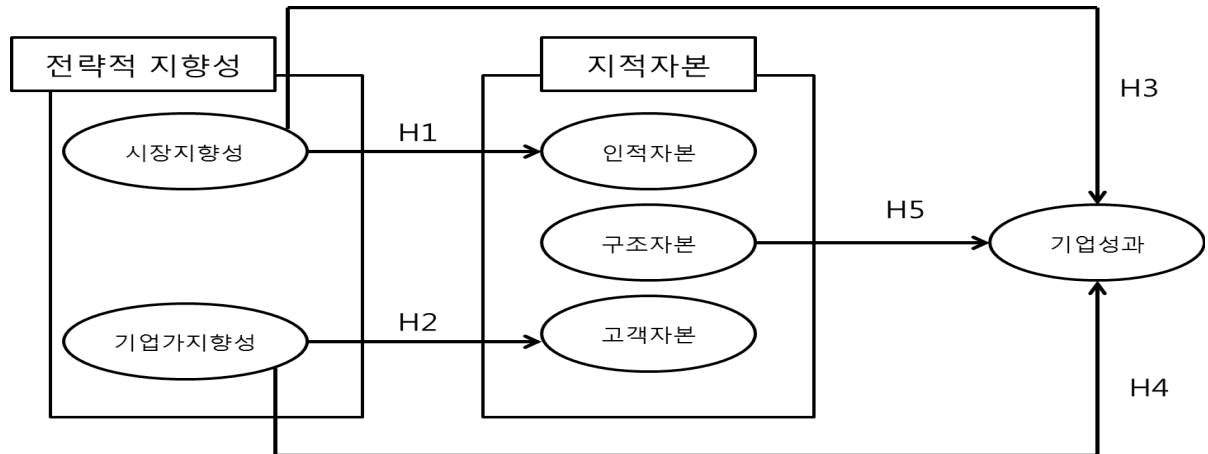 전략적 지향성
지적자본
H3
시장지향성
H1
인적자본
구조자본
H5
기업성과
기업가지향성
H2
고객자본
H4